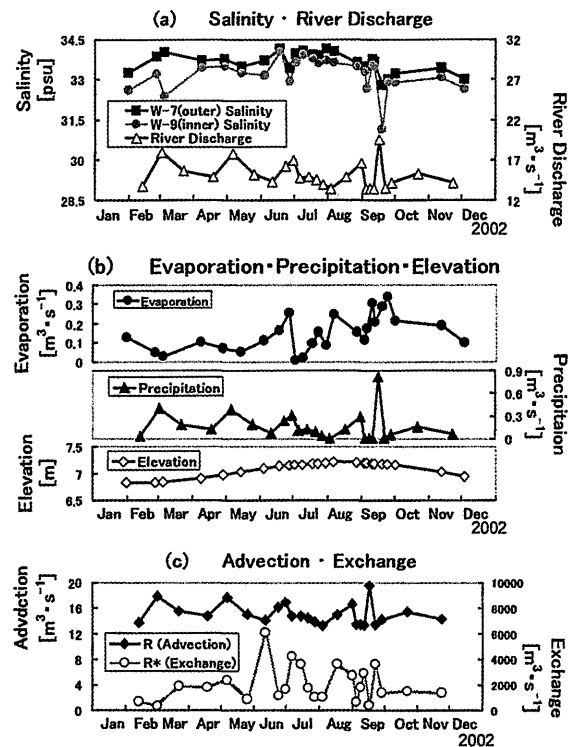 (a) Salinity · River Discharge
Salinity
[psu]
34.5
33
31.5
30
28.5
W-7(outer) Salinity
W-9(inner) Salinity
River Discharge
32
27
22
17
12
River Discharge
[m³·s⁻¹]
Jan Feb Mar Apr May Jun Jul Aug Sep Oct Nov Dec
2002
(b) Evaporation·Precipitation·Elevation
Evaporation
[m³·s⁻¹]
0.4
0.3
0.2
0.1
0
Evaporation
Precipitation
0.9
0.6
0.3
0
Precipitaion
[m³·s⁻¹]
Elevation
[m]
7.5
7
6.5
Elevation
Jan Feb Mar Apr May Jun Jul Aug Sep Oct Nov Dec
2002
(c) Advection · Exchange
Advdction
[m³·s⁻¹]
20
16
12
8
4
0
R (Advection)
R* (Exchange)
10000
8000
6000
4000
2000
0
Exchange
[m³·s⁻¹]
Jan Feb Mar Apr May Jun Jul Aug Sep Oct Nov Dec
2002